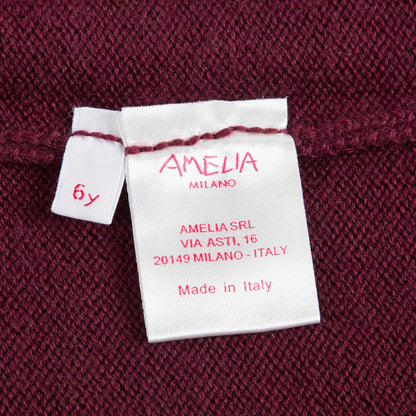 6y
AMELIA
MILANO
AMELIA SRL
VIA ASTI, 16
20149 MILANO - ITALY
Made in Italy